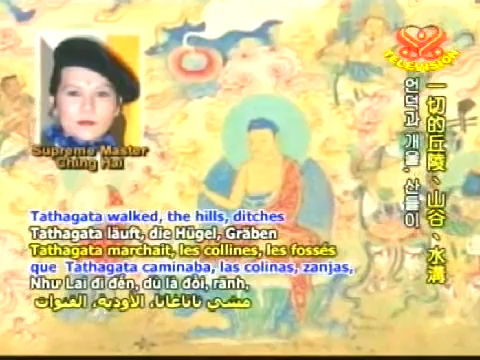 TELEVISION
Supreme Master
Ching Hai
Tathagata walked, the hills, ditches
Tathagata läuft, die Hügel, Gräben
Tathagata marchait, les collines, les fossés
que Tathagata caminaba, las colinas, zanjas,
Như Lai đi đến, dù là đồi, rãnh,
مشي تاتاغاتا، الأودية، القنوات
一切的丘陵、山谷、水溝
언덕과 개울, 산들이